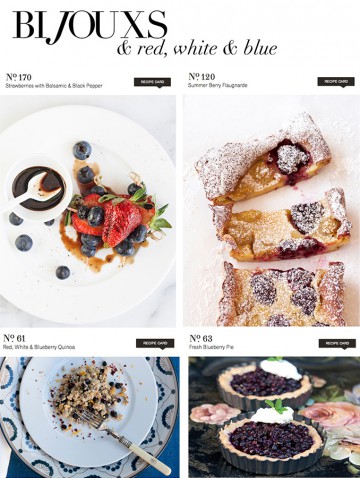 BIJOUXS
& red, white & blue
Nº 170
Strawberries with Balsamic & Black Pepper
RECIPE CARD
Nº 120
Summer Berry Flaugnarde
RECIPE CARD
Nº 61
Red, White & Blueberry Quinoa
RECIPE CARD
Nº 63
Fresh Blueberry Pie
RECIPE CARD